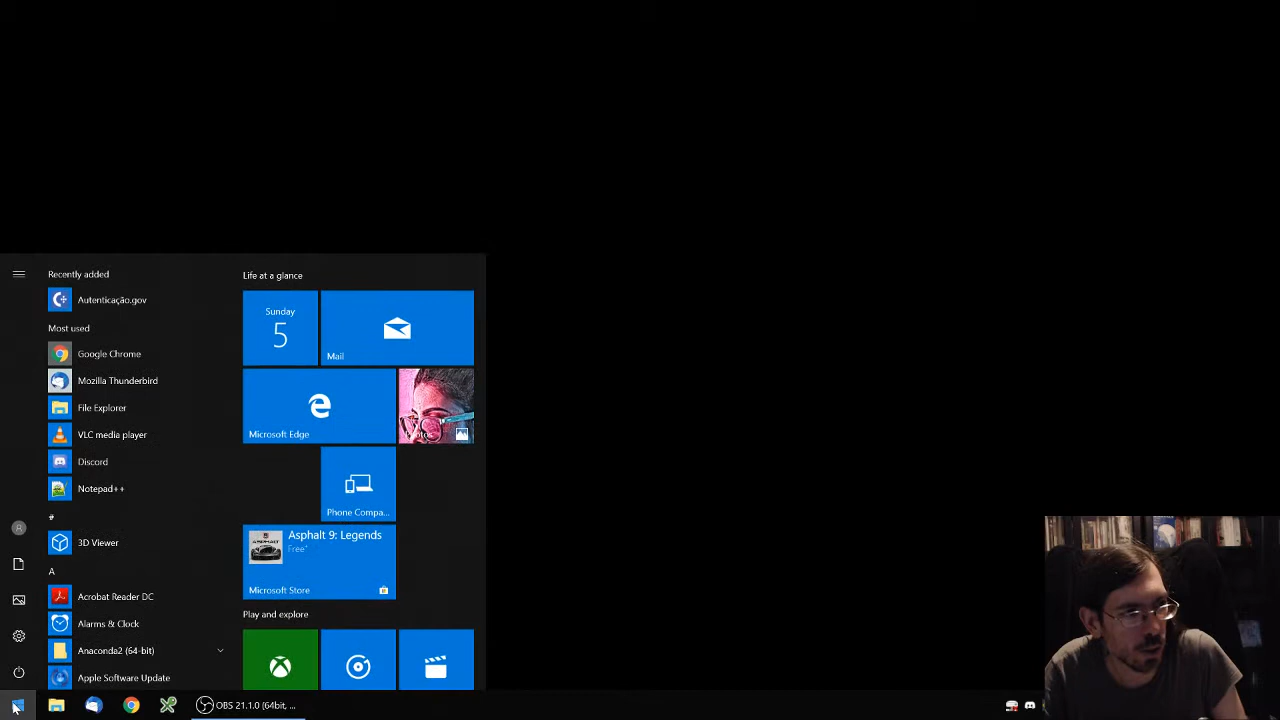 Recently added
Autenticação.gov
Most used
Google Chrome
Mozilla Thunderbird
File Explorer
VLC media player
Discord
Notepad++
#
3D Viewer
A
Acrobat Reader DC
Alarms & Clock
Anaconda2 (64-bit)
Apple Software Update
Life at a glance
Sunday
5
Mail
Microsoft Edge
Photos
Phone Compa...
Asphalt 9: Legends
Free*
Microsoft Store
Play and explore
OBS 21.1.0 (64bit, ...